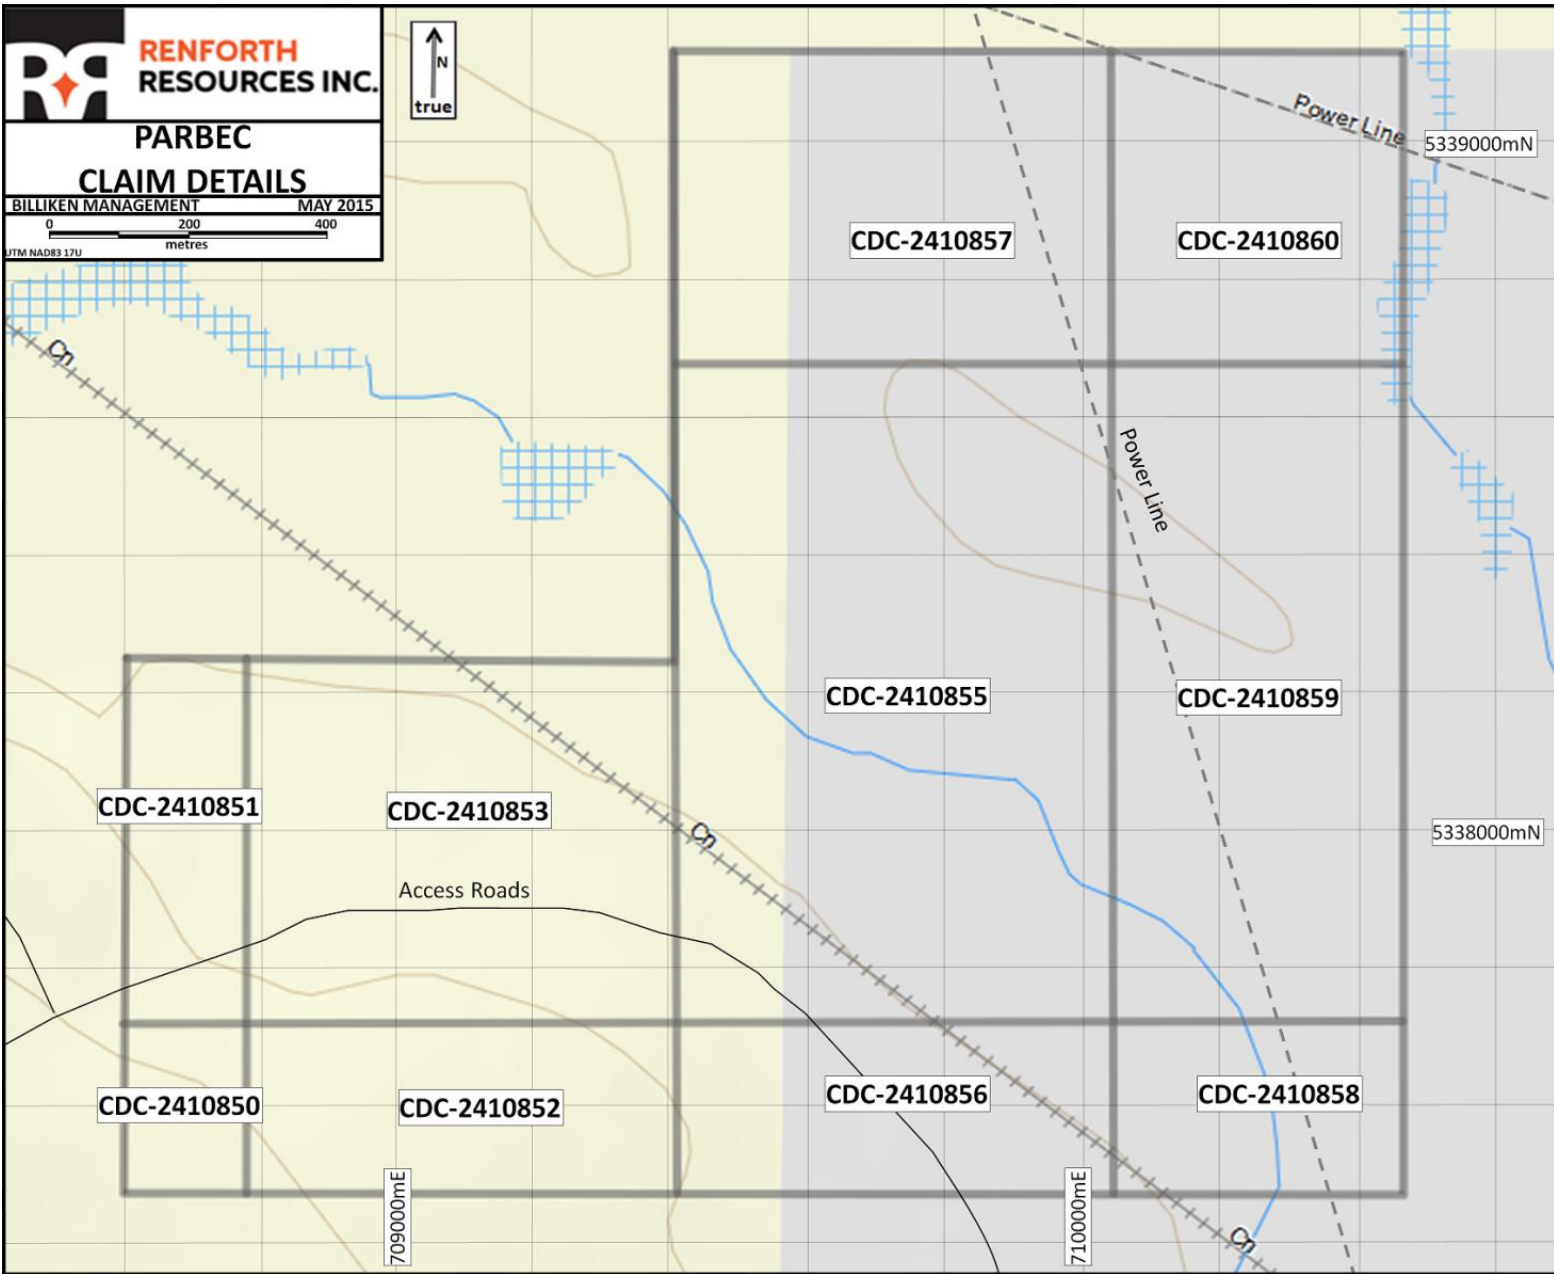 RENFORTH
RESOURCES INC.
PARBEC
CLAIM DETAILS
BILLIKEN MANAGEMENT MAY 2015
0 200 400
metres
UTM NAD83 17U
N
true
Power Line
5339000mN
CDC-2410857
CDC-2410860
Cn
Power Line
CDC-2410855
CDC-2410859
CDC-2410851
CDC-2410853
Cn
5338000mN
Access Roads
CDC-2410850
CDC-2410852
CDC-2410856
CDC-2410858
709000mE
710000mE
Cn